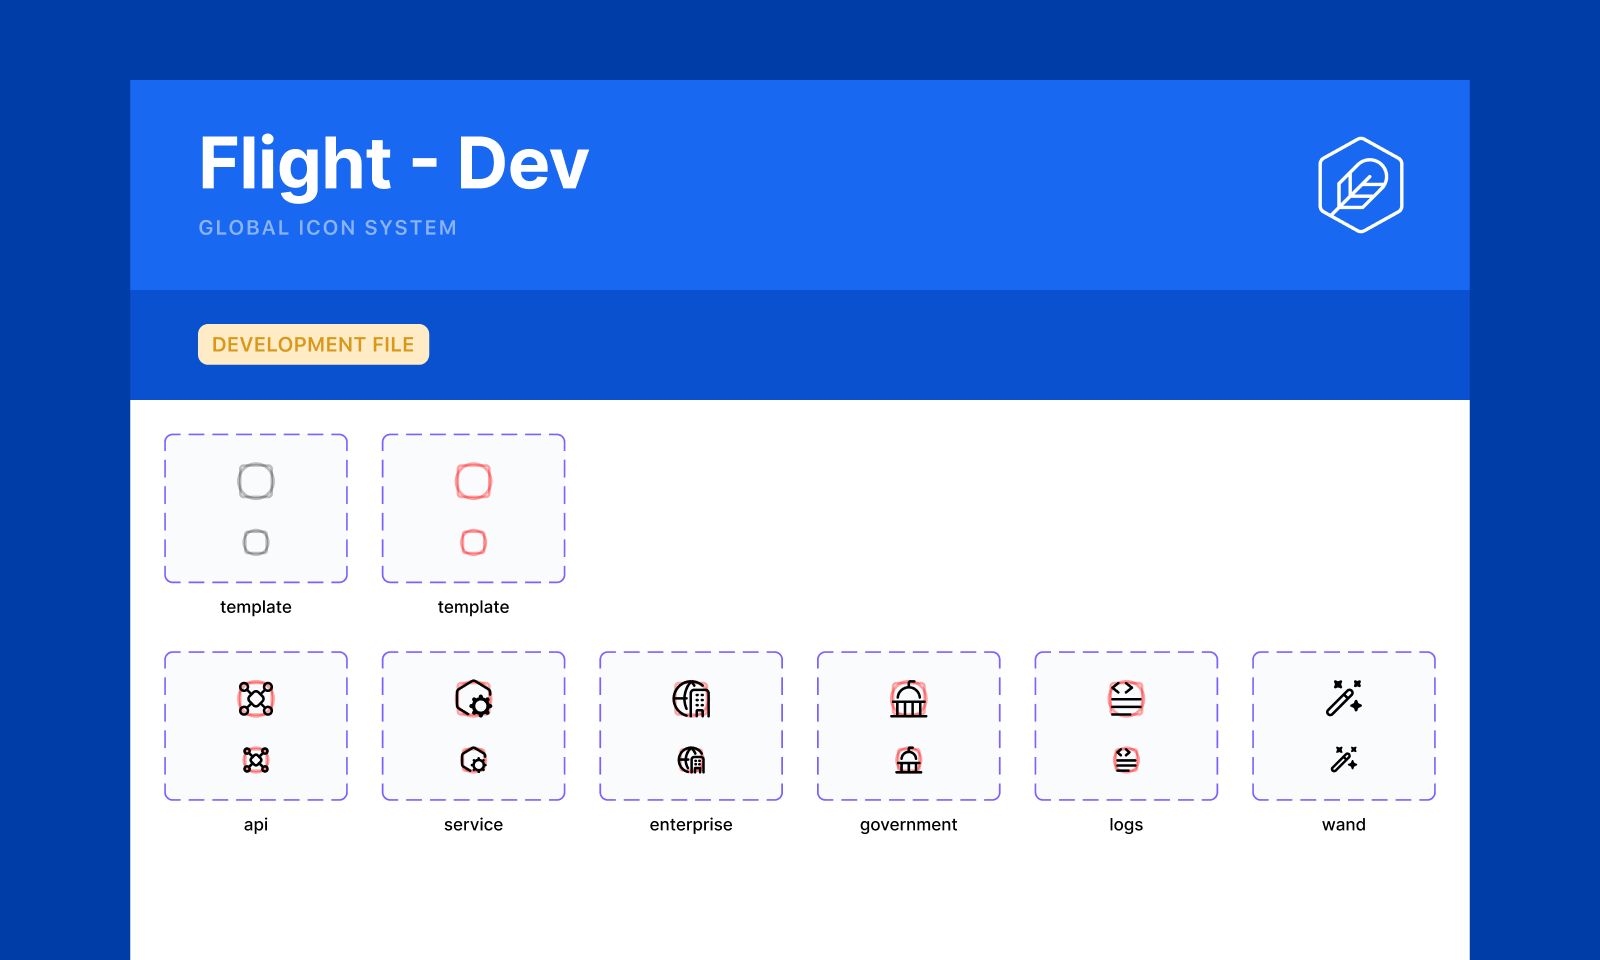 Flight - Dev
GLOBAL ICON SYSTEM
DEVELOPMENT FILE
template
template
api
service
enterprise
government
logs
wand